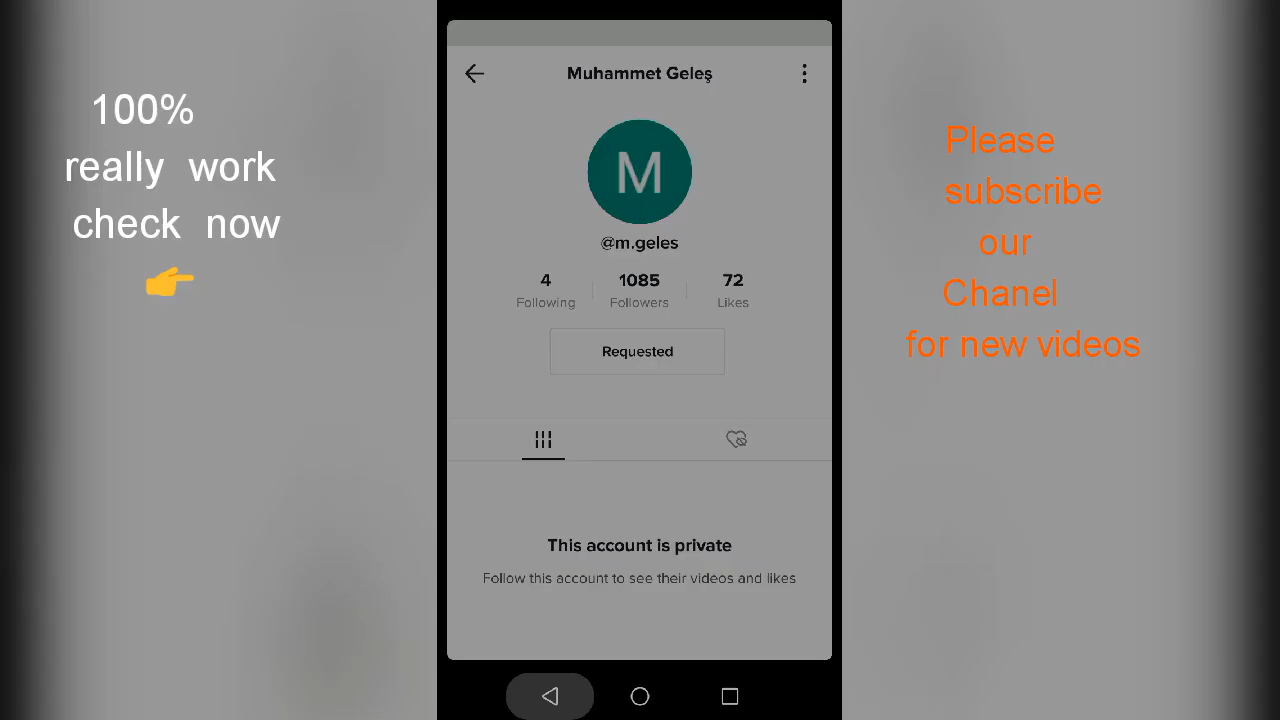 100%
really work
check now
Muhammet Geleş
M
@m.geles
4 1085 72
Following Followers Likes
Requested
This account is private
Follow this account to see their videos and likes
Please
subscribe
our
Chanel
for new videos